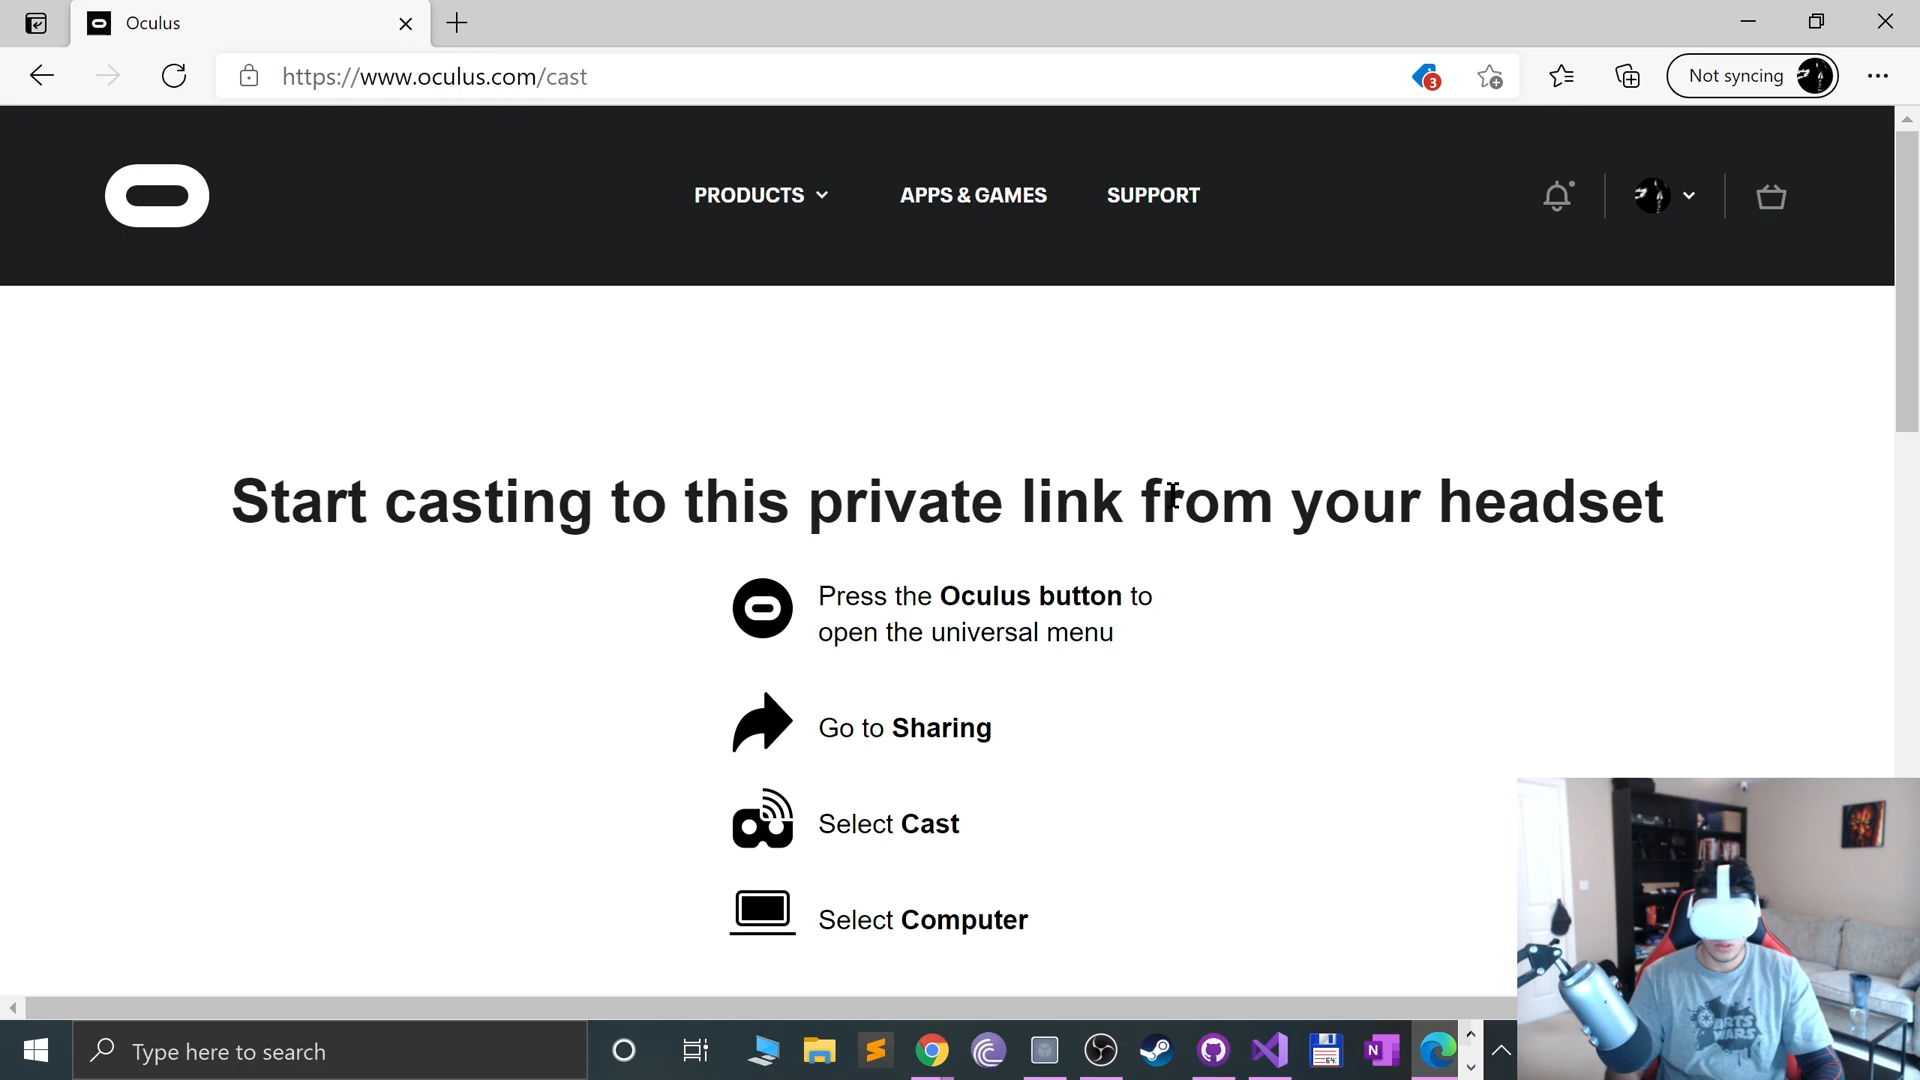 Oculus
https://www.oculus.com/cast
3
Not syncing
PRODUCTS
APPS & GAMES
SUPPORT
Start casting to this private link from your headset
Press the Oculus button to
open the universal menu
Go to Sharing
Select Cast
Select Computer
Type here to search
64
N